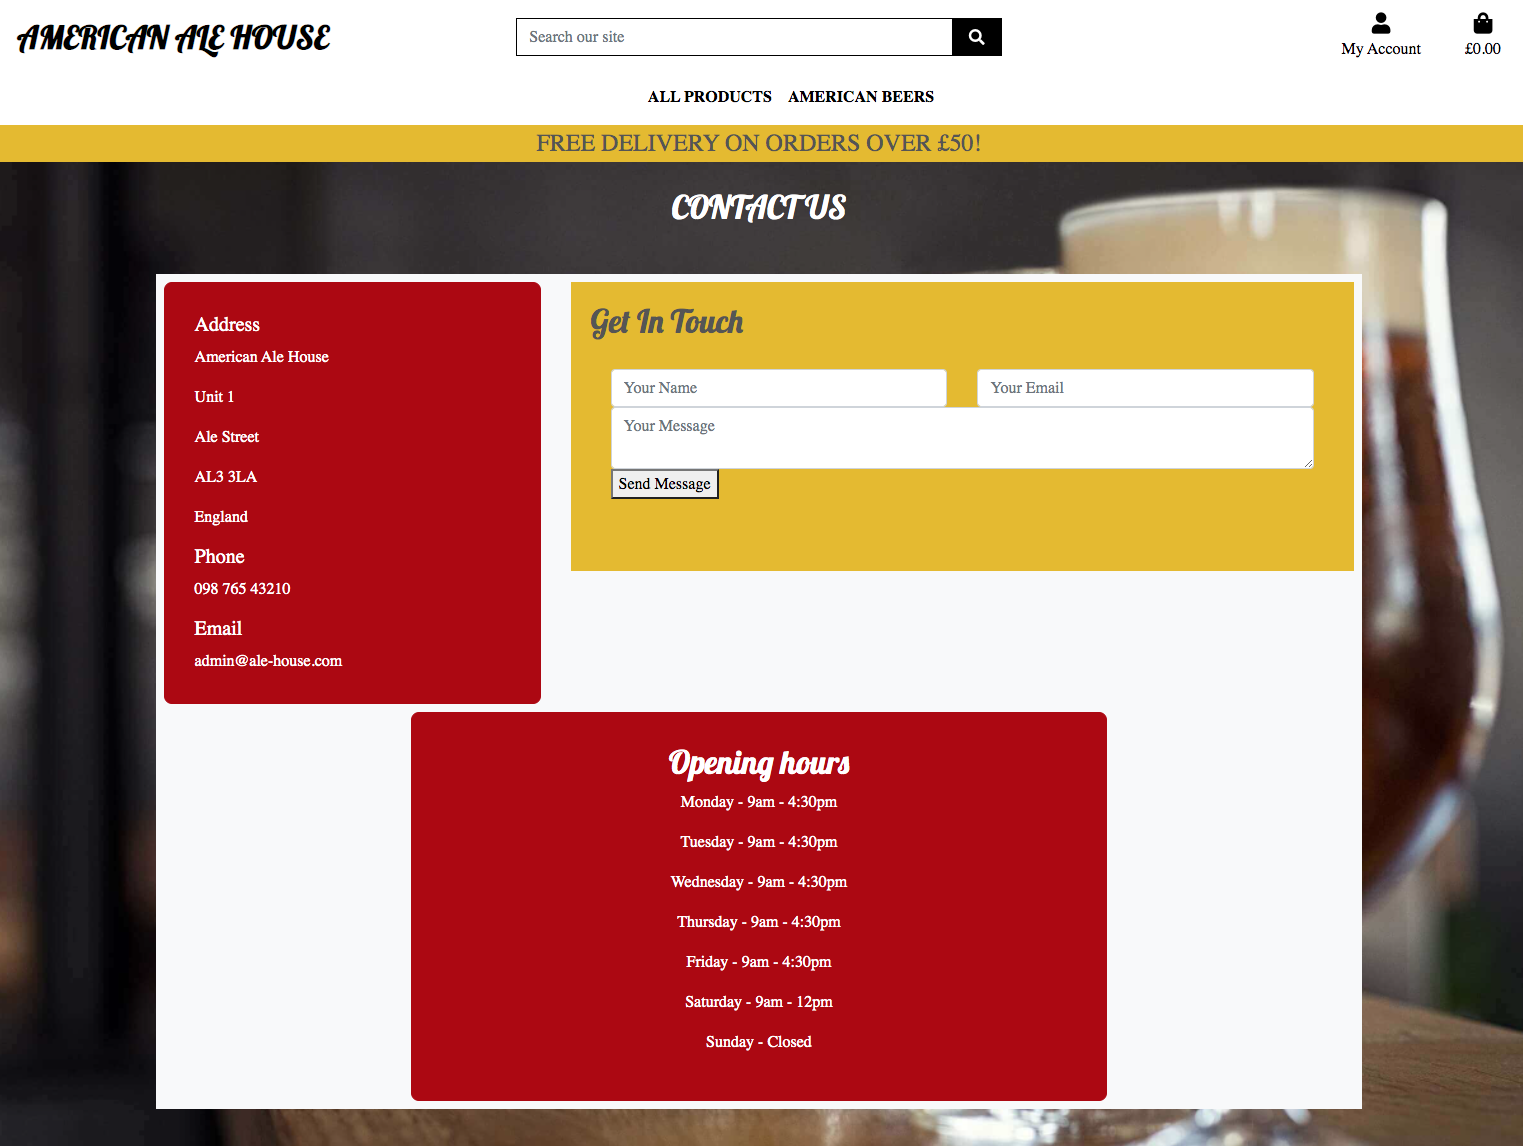 AMERICAN ALE HOUSE
Search our site
My Account
£0.00
ALL PRODUCTS AMERICAN BEERS
FREE DELIVERY ON ORDERS OVER £50!
CONTACT US
Address
American Ale House
Unit 1
Ale Street
AL3 3LA
England
Phone
098 765 43210
Email
admin@ale-house.com
Get In Touch
Your Name
Your Email
Your Message
Send Message
Opening hours
Monday - 9am - 4:30pm
Tuesday - 9am - 4:30pm
Wednesday - 9am - 4:30pm
Thursday - 9am - 4:30pm
Friday - 9am - 4:30pm
Saturday - 9am - 12pm
Sunday - Closed